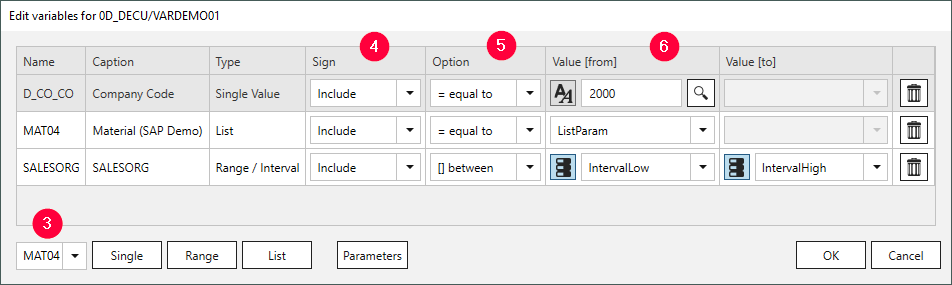 Edit variables for 0D_DECU/VARDEMO01
4 5 6
Name Caption Type Sign Option Value [from] Value [to]
D_CO_CO Company Code Single Value Include = equal to AA 2000
MAT04 Material (SAP Demo) List Include = equal to ListParam
SALESORG SALESORG Range / Interval Include [] between IntervalLow IntervalHigh
3
MAT04 Single Range List Parameters OK Cancel